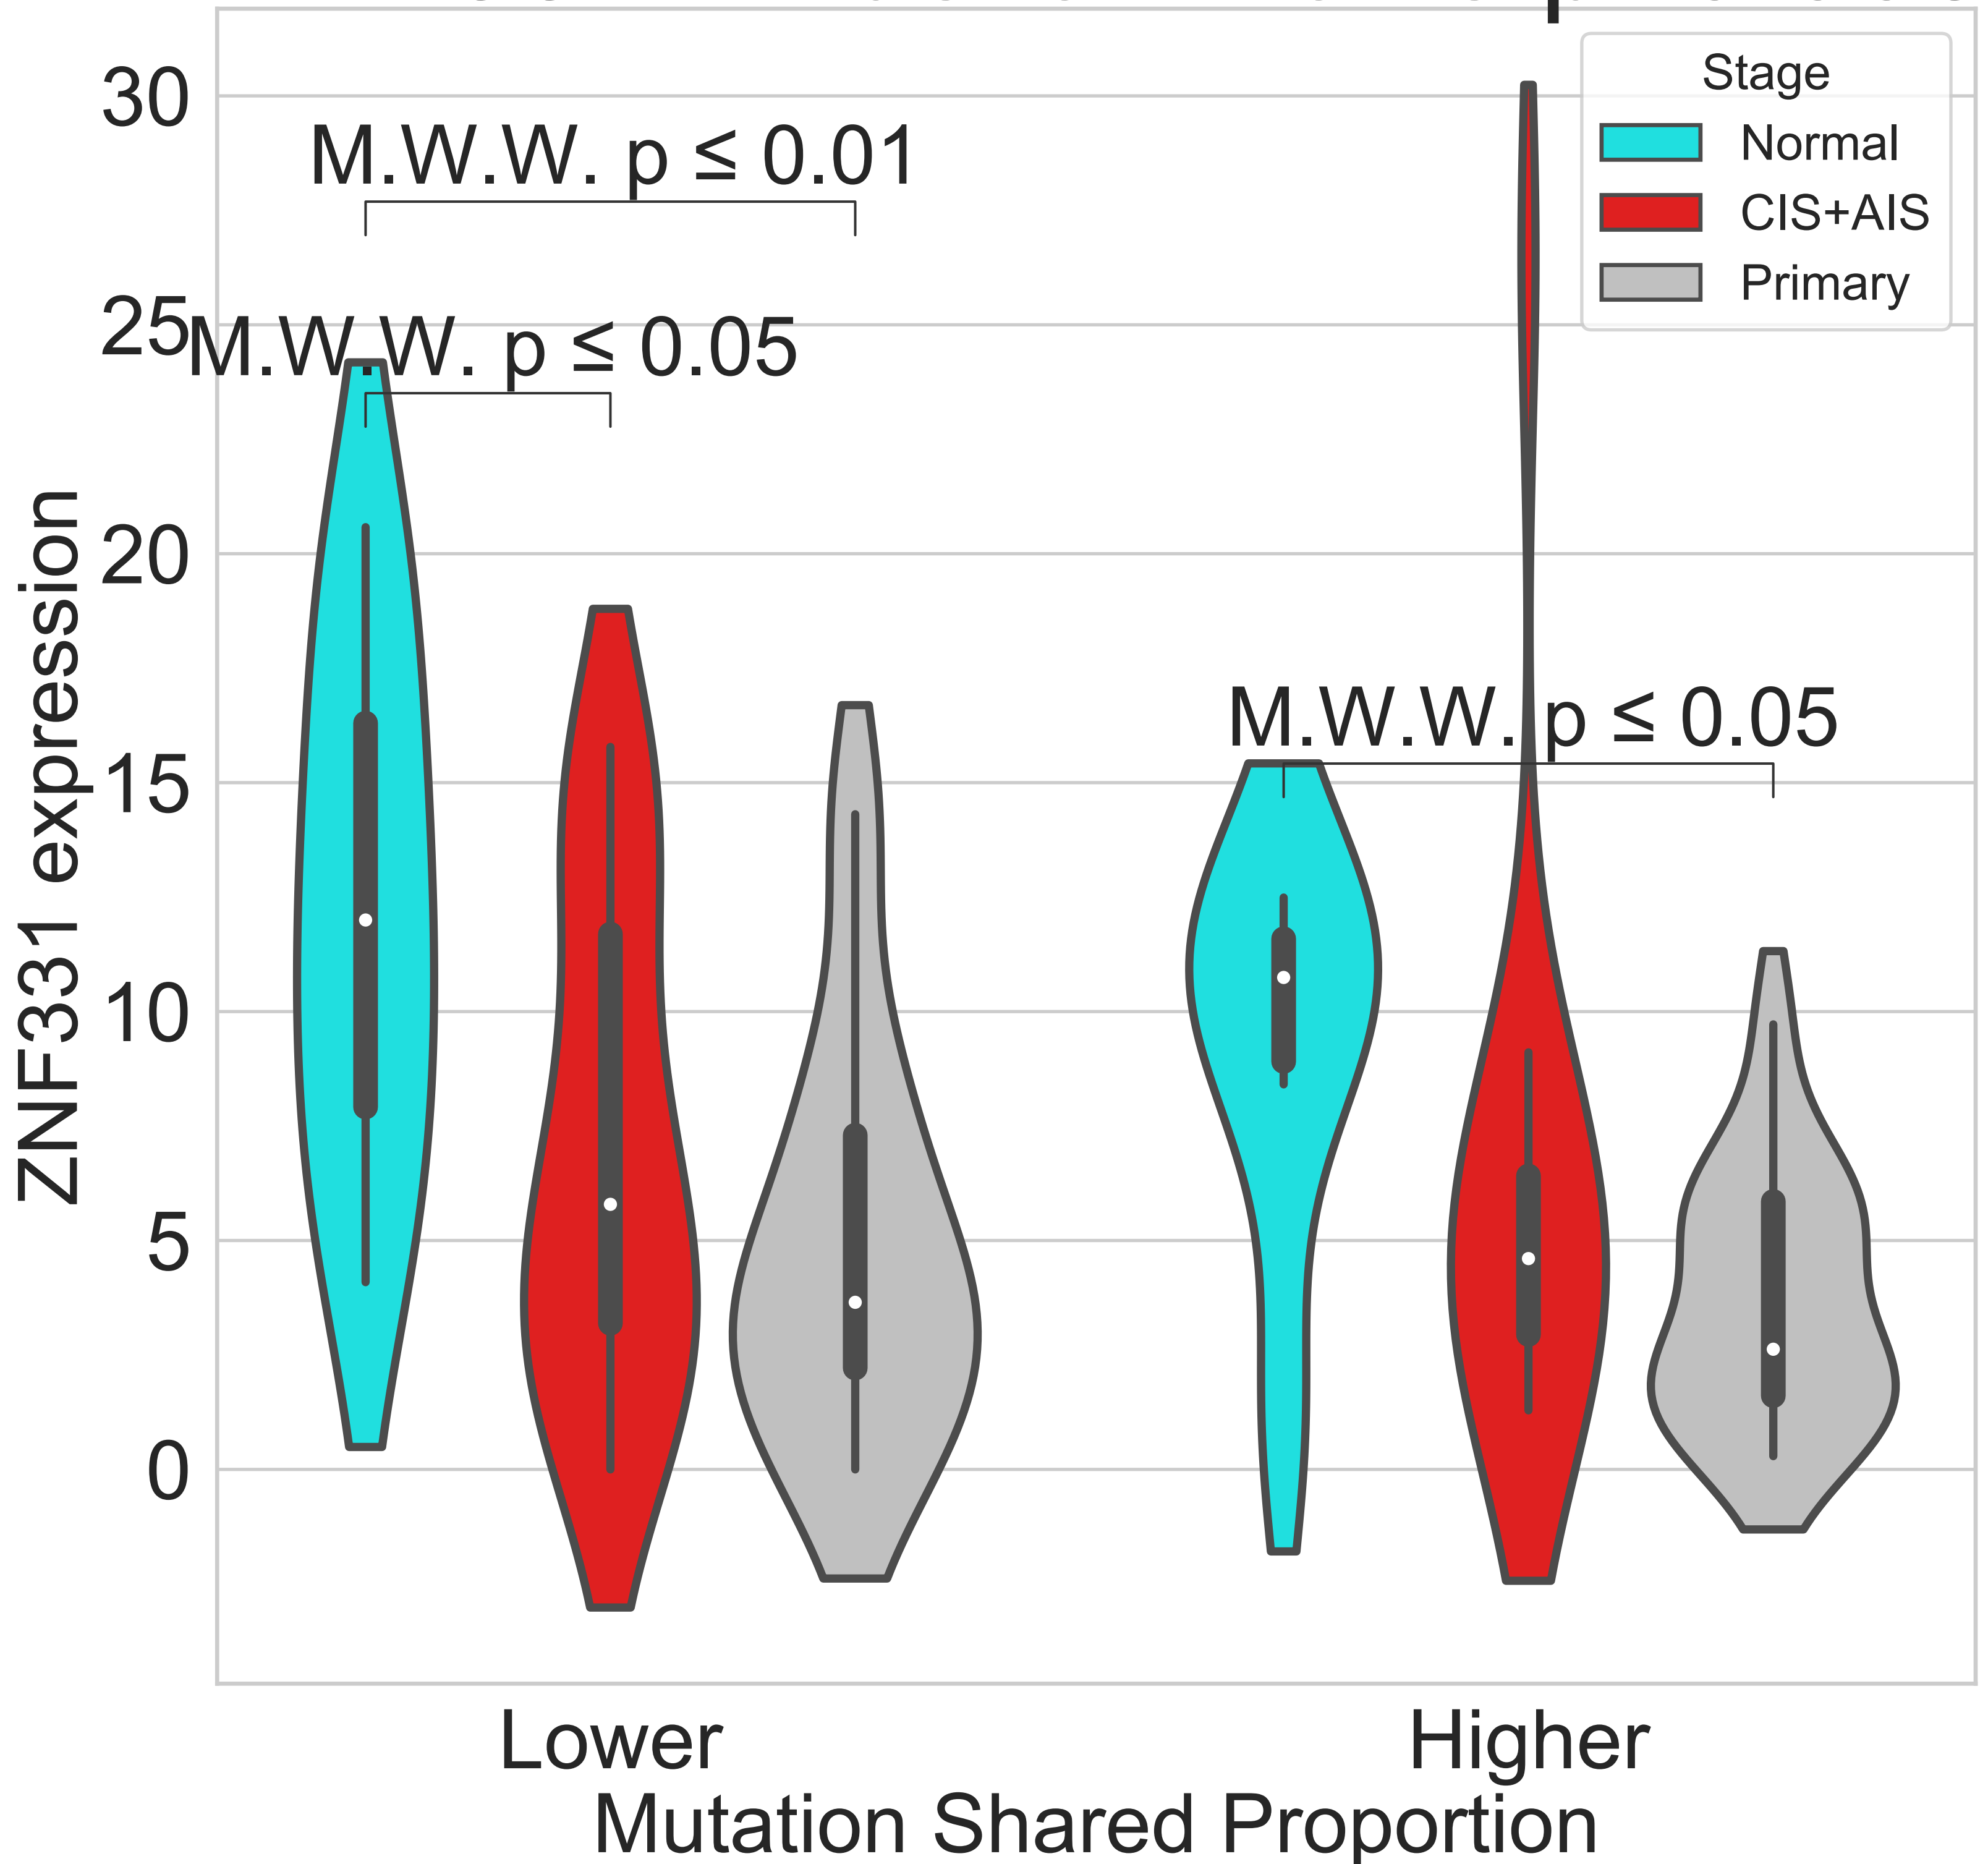 Stage
Normal
CIS+AIS
Primary
M.W.W. p ≤ 0.01
M.W.W. p ≤ 0.05
M.W.W. p ≤ 0.05
30
25
20
15
10
5
0
ZNF331 expression
Lower
Higher
Mutation Shared Proportion